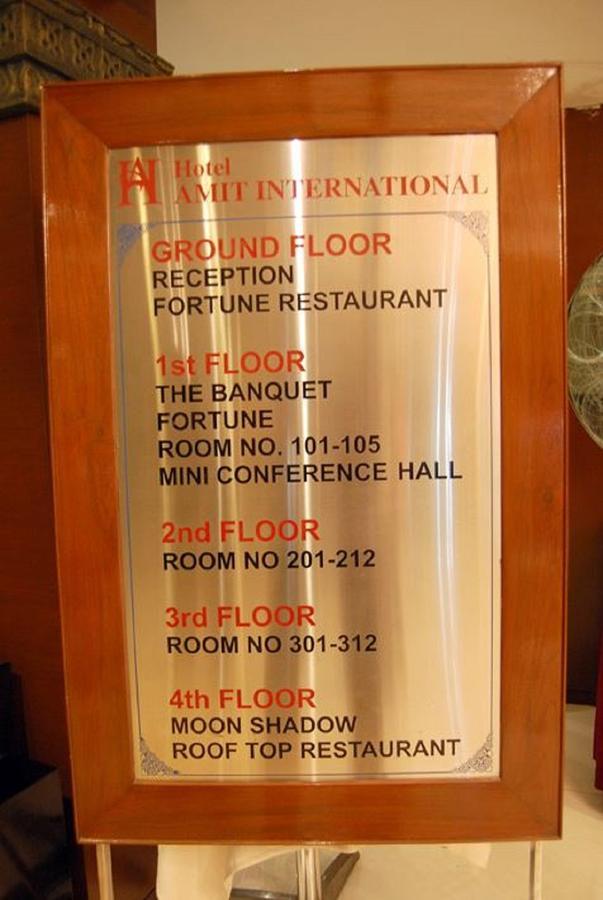 AH Hotel
AMIT INTERNATIONAL
GROUND FLOOR
RECEPTION
FORTUNE RESTAURANT
1st FLOOR
THE BANQUET
FORTUNE
ROOM NO. 101-105
MINI CONFERENCE HALL
2nd FLOOR
ROOM NO 201-212
3rd FLOOR
ROOM NO 301-312
4th FLOOR
MOON SHADOW
ROOF TOP RESTAURANT